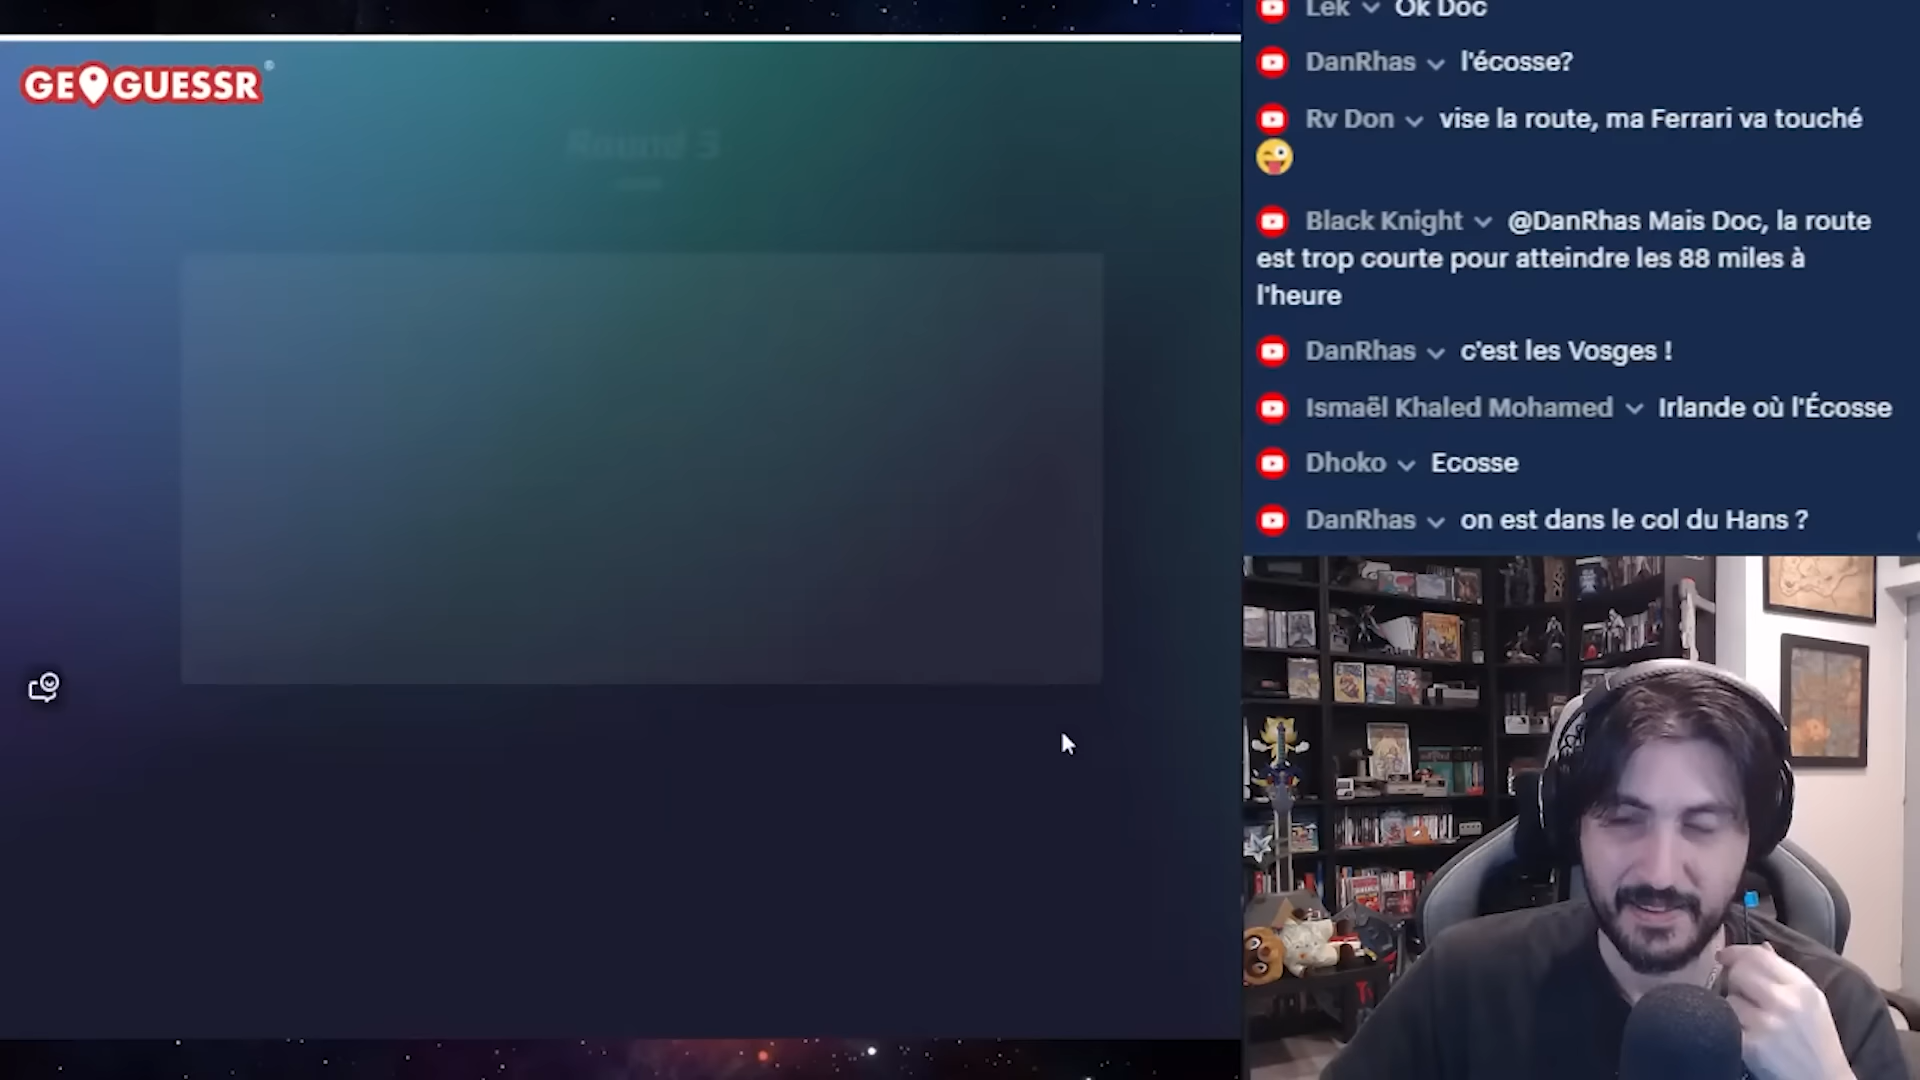 GEOGUESSR
Round 3
Lek Ok Doc
DanRhas l'écosse?
Rv Don vise la route, ma Ferrari va touché
😜
Black Knight @DanRhas Mais Doc, la route
est trop courte pour atteindre les 88 miles à
l'heure
DanRhas c'est les Vosges !
Ismaël Khaled Mohamed Irlande où l'Écosse
Dhoko Ecosse
DanRhas on est dans le col du Hans ?